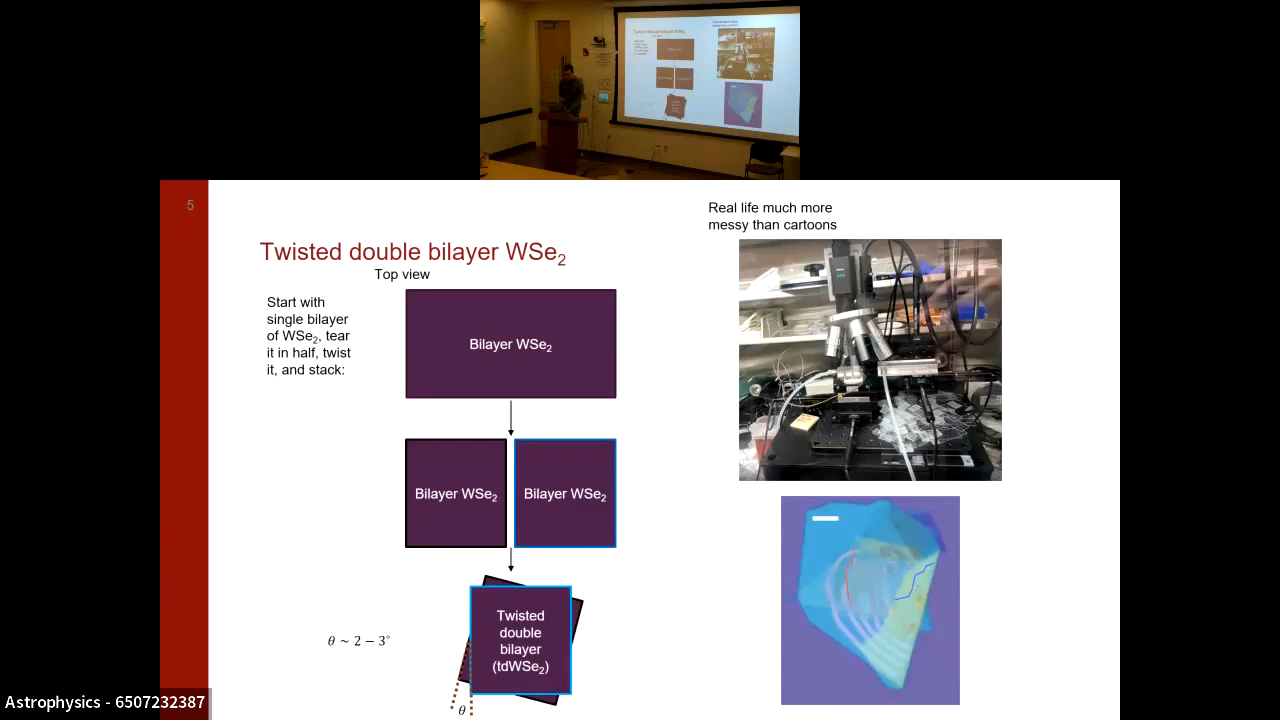 5
Real life much more
messy than cartoons
Twisted double bilayer WSe₂
Top view
Start with
single bilayer
of WSe₂, tear
it in half, twist
it, and stack:
Bilayer WSe₂
Bilayer WSe₂
Bilayer WSe₂
Twisted
double
bilayer
(tdWSe₂)
θ ~ 2 − 3°
θ
Astrophysics - 6507232387